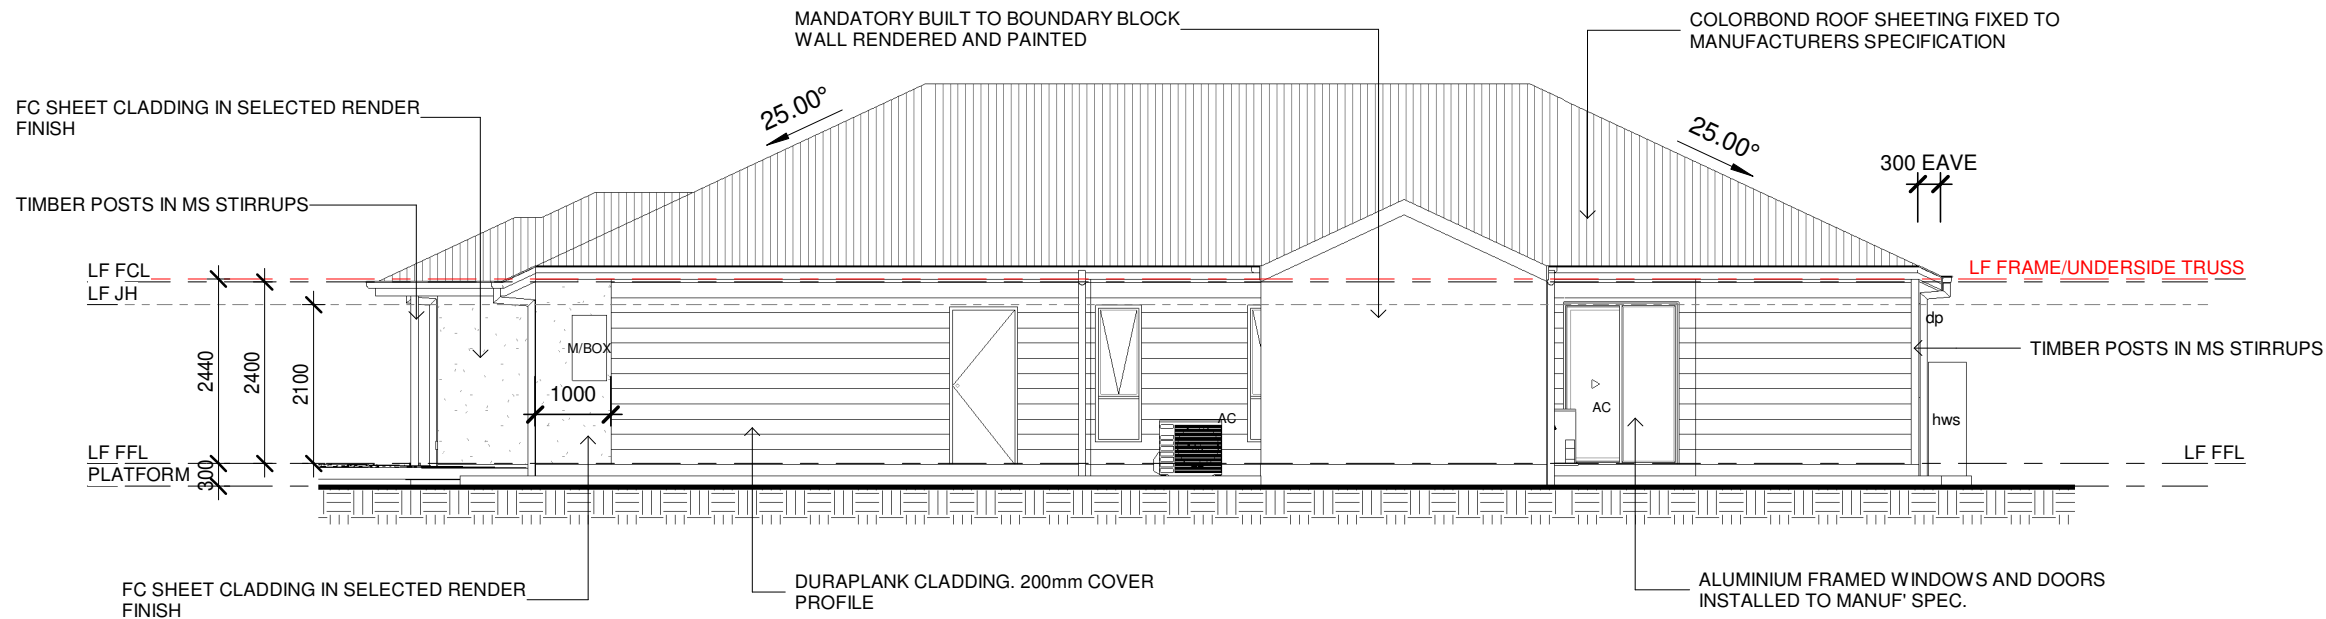 MANDATORY BUILT TO BOUNDARY BLOCK
WALL RENDERED AND PAINTED
COLORBOND ROOF SHEETING FIXED TO
MANUFACTURERS SPECIFICATION
FC SHEET CLADDING IN SELECTED RENDER
FINISH
25.00°
25.00°
300 EAVE
TIMBER POSTS IN MS STIRRUPS
LF FCL
LF FRAME/UNDERSIDE TRUSS
LF JH
dp
M/BOX
TIMBER POSTS IN MS STIRRUPS
2440
2400
2100
1000
AC
AC
hws
LF FFL
LF FFL
PLATFORM
300
FC SHEET CLADDING IN SELECTED RENDER
FINISH
DURAPLANK CLADDING. 200mm COVER
PROFILE
ALUMINIUM FRAMED WINDOWS AND DOORS
INSTALLED TO MANUF' SPEC.